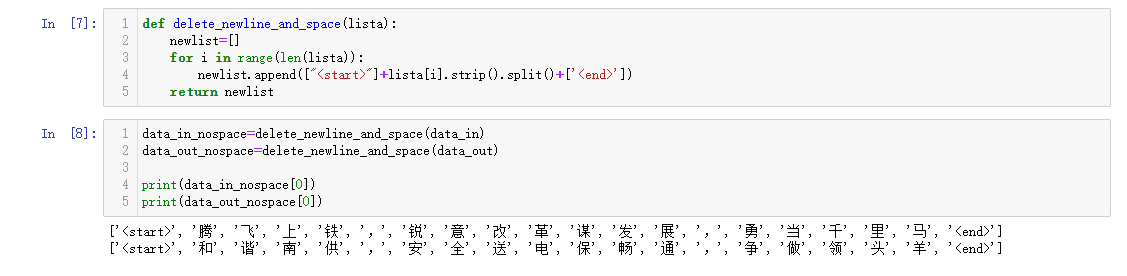 In [7]:
1 def delete_newline_and_space(lista):
2     newlist=[]
3     for i in range(len(lista)):
4         newlist.append(["<start>"]+lista[i].strip().split()+['<end>'])
5     return newlist
In [8]:
1 data_in_nospace=delete_newline_and_space(data_in)
2 data_out_nospace=delete_newline_and_space(data_out)
3
4 print(data_in_nospace[0])
5 print(data_out_nospace[0])
['<start>', '腾', '飞', '上', '铁', '，', '锐', '意', '改', '革', '谋', '发', '展', '，', '勇', '当', '千', '里', '马', '<end>']
['<start>', '和', '谐', '南', '供', '，', '安', '全', '送', '电', '保', '畅', '通', '，', '争', '做', '领', '头', '羊', '<end>']